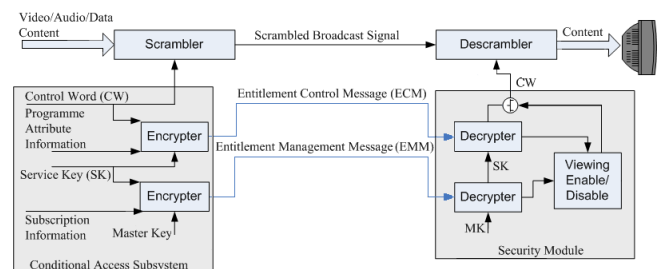 Video/Audio/Data
Content
Scrambler
Scrambled Broadcast Signal
Descrambler
Content
CW
Control Word (CW)
Programme
Attribute
Information
Encrypter
Entitlement Control Message (ECM)
Decrypter
Entitlement Management Message (EMM)
Service Key (SK)
SK
Viewing
Enable/
Disable
Encrypter
Decrypter
Subscription
Information
Master Key
MK
Conditional Access Subsystem
Security Module